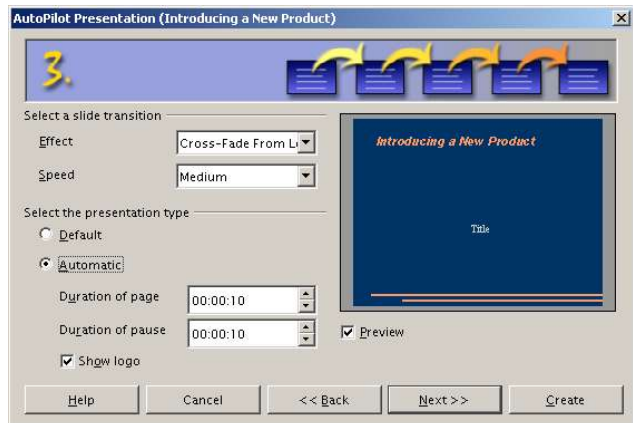 AutoPilot Presentation (Introducing a New Product)
3.
Select a slide transition
Effect
Cross-Fade From L
Speed
Medium
Select the presentation type
Default
Automatic
Duration of page
00:00:10
Duration of pause
00:00:10
Show logo
Introducing a New Product
Title
Preview
Help
Cancel
<< Back
Next >>
Create